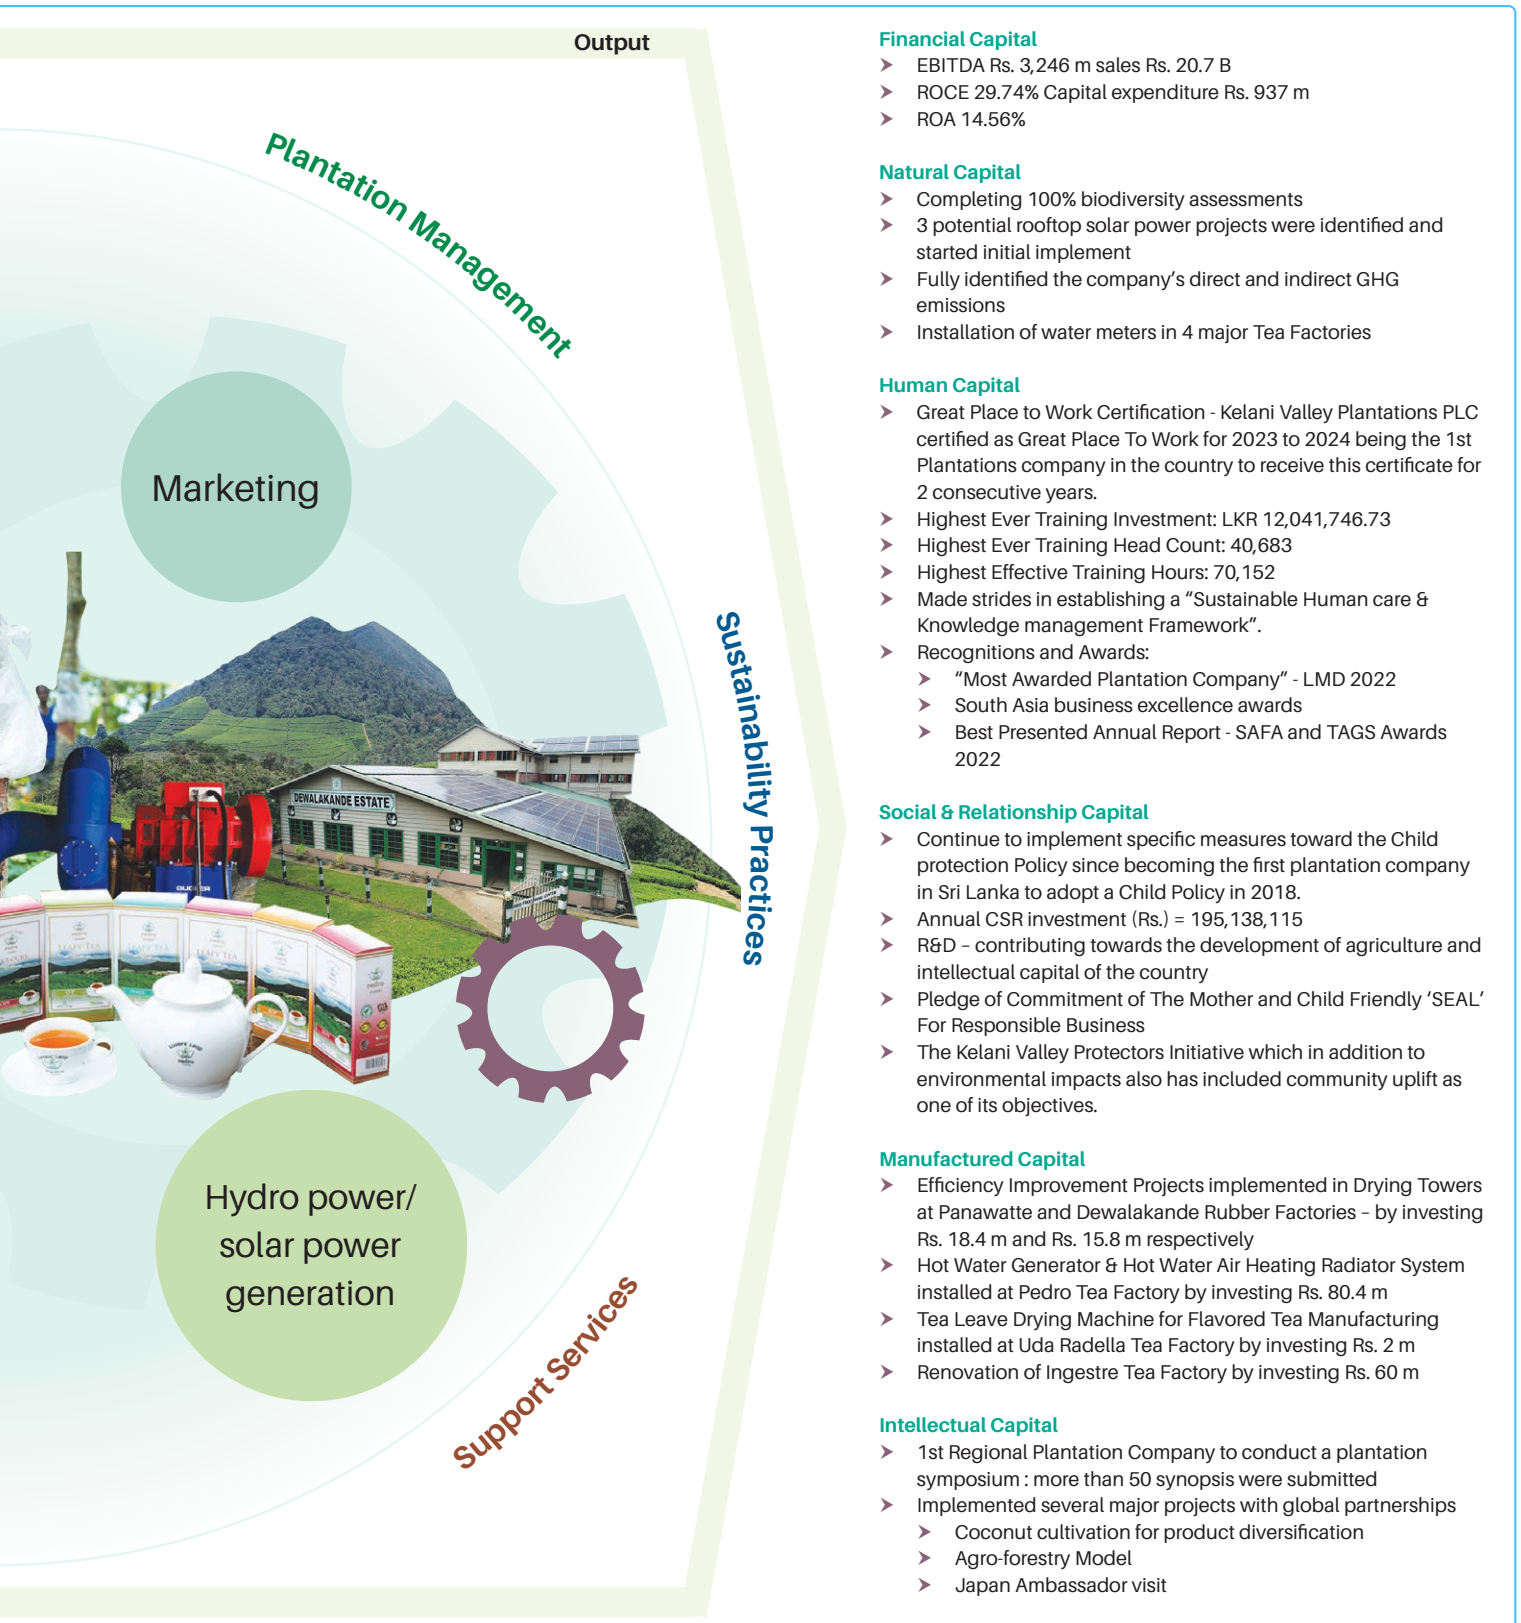 Output
Plantation Management
Marketing
Sustainability Practices
DEWALAKANDE ESTATE
Hydro power/
solar power
generation
Support Services
Financial Capital
➤ EBITDA Rs. 3,246 m sales Rs. 20.7 B
➤ ROCE 29.74% Capital expenditure Rs. 937 m
➤ ROA 14.56%
Natural Capital
➤ Completing 100% biodiversity assessments
➤ 3 potential rooftop solar power projects were identified and
started initial implement
➤ Fully identified the company’s direct and indirect GHG
emissions
➤ Installation of water meters in 4 major Tea Factories
Human Capital
➤ Great Place to Work Certification - Kelani Valley Plantations PLC
certified as Great Place To Work for 2023 to 2024 being the 1st
Plantations company in the country to receive this certificate for
2 consecutive years.
➤ Highest Ever Training Investment: LKR 12,041,746.73
➤ Highest Ever Training Head Count: 40,683
➤ Highest Effective Training Hours: 70,152
➤ Made strides in establishing a “Sustainable Human care &
Knowledge management Framework”.
➤ Recognitions and Awards:
➤ “Most Awarded Plantation Company” - LMD 2022
➤ South Asia business excellence awards
➤ Best Presented Annual Report - SAFA and TAGS Awards
2022
Social & Relationship Capital
➤ Continue to implement specific measures toward the Child
protection Policy since becoming the first plantation company
in Sri Lanka to adopt a Child Policy in 2018.
➤ Annual CSR investment (Rs.) = 195,138,115
➤ R&D – contributing towards the development of agriculture and
intellectual capital of the country
➤ Pledge of Commitment of The Mother and Child Friendly ‘SEAL’
For Responsible Business
➤ The Kelani Valley Protectors Initiative which in addition to
environmental impacts also has included community uplift as
one of its objectives.
Manufactured Capital
➤ Efficiency Improvement Projects implemented in Drying Towers
at Panawatte and Dewalakande Rubber Factories – by investing
Rs. 18.4 m and Rs. 15.8 m respectively
➤ Hot Water Generator & Hot Water Air Heating Radiator System
installed at Pedro Tea Factory by investing Rs. 80.4 m
➤ Tea Leave Drying Machine for Flavored Tea Manufacturing
installed at Uda Radella Tea Factory by investing Rs. 2 m
➤ Renovation of Ingestre Tea Factory by investing Rs. 60 m
Intellectual Capital
➤ 1st Regional Plantation Company to conduct a plantation
symposium : more than 50 synopsis were submitted
➤ Implemented several major projects with global partnerships
➤ Coconut cultivation for product diversification
➤ Agro-forestry Model
➤ Japan Ambassador visit